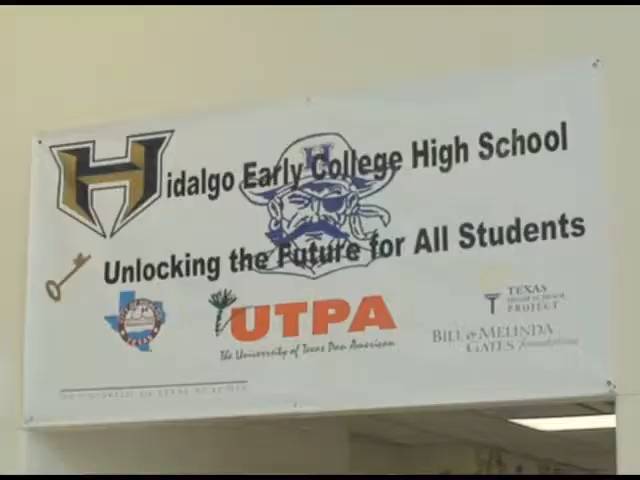 Hidalgo Early College High School
Unlocking the Future for All Students
UTPA
The University of Texas Pan American
TEXAS
HIGH SCHOOL
PROJECT
BILL & MELINDA
GATES foundation